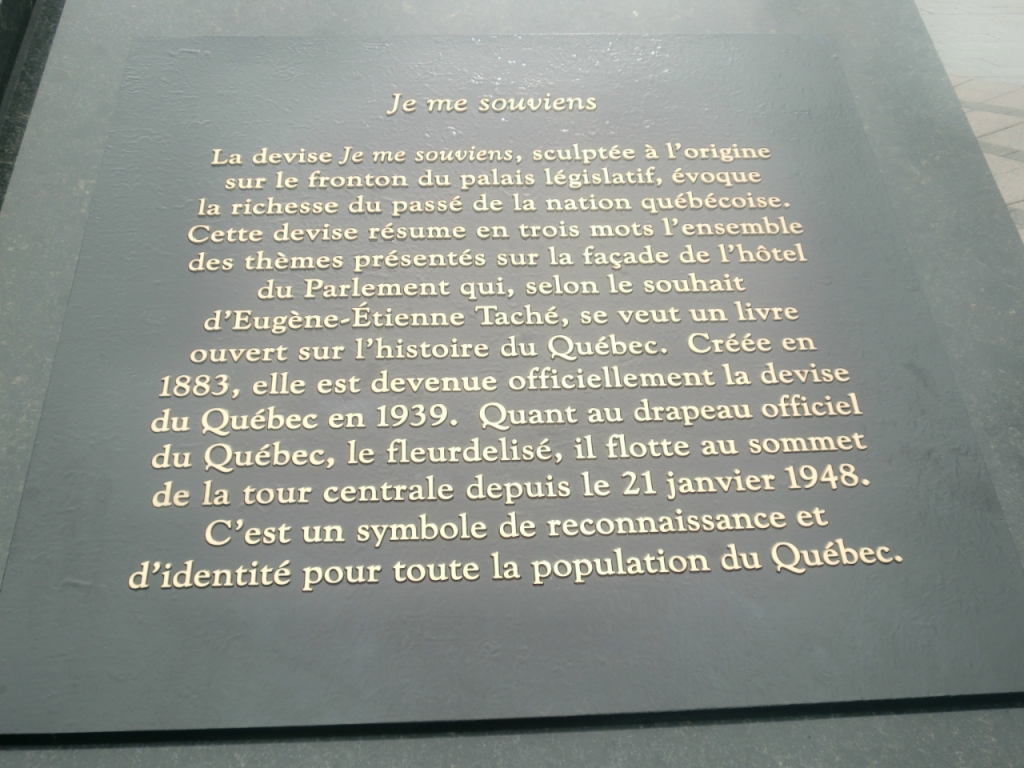 Je me souviens
La devise Je me souviens, sculptée à l'origine
sur le fronton du palais législatif, évoque
la richesse du passé de la nation québécoise.
Cette devise résume en trois mots l'ensemble
des thèmes présentés sur la façade de l'hôtel
du Parlement qui, selon le souhait
d'Eugène-Étienne Taché, se veut un livre
ouvert sur l'histoire du Québec. Créée en
1883, elle est devenue officiellement la devise
du Québec en 1939. Quant au drapeau officiel
du Québec, le fleurdelisé, il flotte au sommet
de la tour centrale depuis le 21 janvier 1948.
C'est un symbole de reconnaissance et
d'identité pour toute la population du Québec.